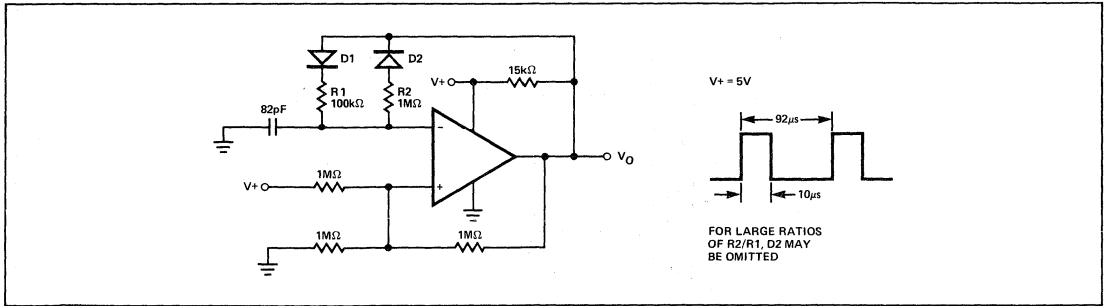 D1
D2
R1
100kΩ
R2
1MΩ
82pF
V+
15kΩ
−
+
V+
1MΩ
1MΩ
1MΩ
VO
V+ = 5V
92μs
10μs
FOR LARGE RATIOS
OF R2/R1, D2 MAY
BE OMITTED